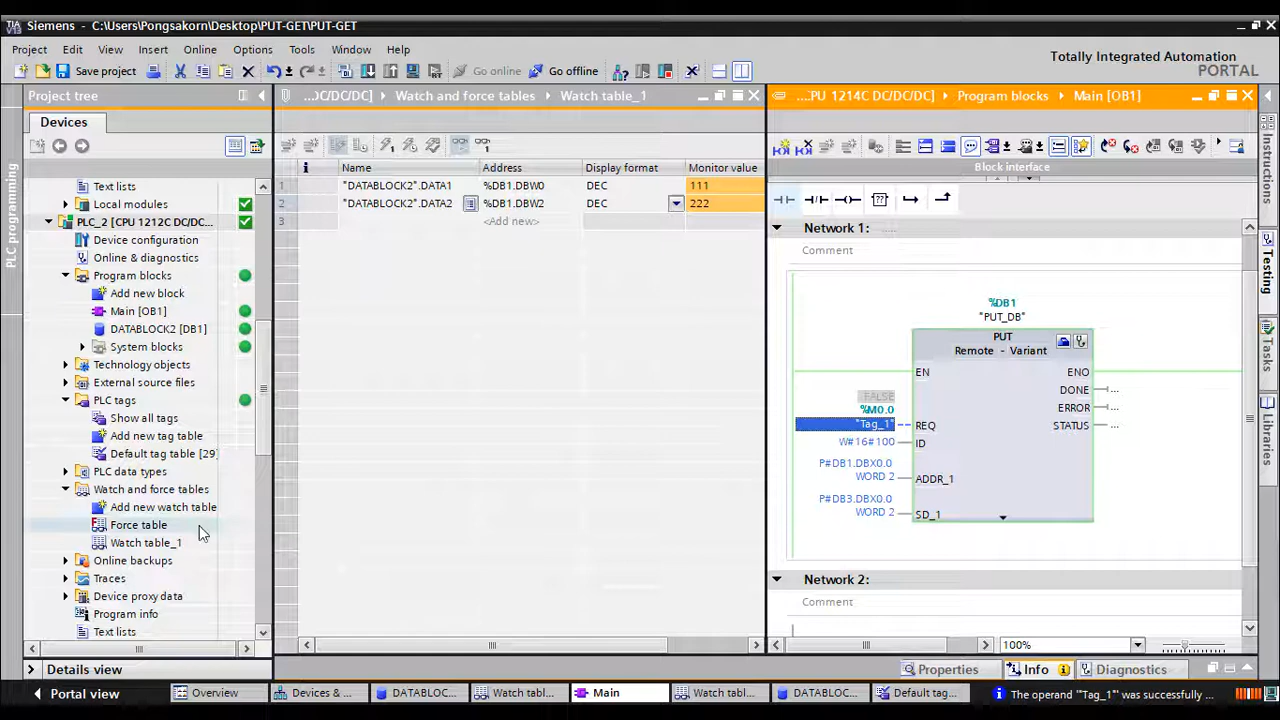 TIA V13 Siemens - C:\Users\Pongsakorn\Desktop\PUT-GET\PUT-GET
Project Edit View Insert Online Options Tools Window Help
Totally Integrated Automation
PORTAL
Save project
Go online
Go offline
Project tree
Devices
Text lists
Local modules
PLC_2 [CPU 1212C DC/DC...
Device configuration
Online & diagnostics
Program blocks
Add new block
Main [OB1]
DATABLOCK2 [DB1]
System blocks
Technology objects
External source files
PLC tags
Show all tags
Add new tag table
Default tag table [29]
PLC data types
Watch and force tables
Add new watch table
Force table
Watch table_1
Online backups
Traces
Device proxy data
Program info
Text lists
Details view
PLC programming
...DC/DC/DC] Watch and force tables Watch table_1
i Name Address Display format Monitor value
1 "DATABLOCK2".DATA1 %DB1.DBW0 DEC 111
2 "DATABLOCK2".DATA2 %DB1.DBW2 DEC 222
3 <Add new>
...PU 1214C DC/DC/DC] Program blocks Main [OB1]
Block interface
Network 1: .....
Comment
%DB1
"PUT_DB"
PUT
Remote - Variant
EN ENO
DONE ...
ERROR ...
STATUS ...
FALSE
%M0.0
"Tag_1" REQ
W#16#100 ID
P#DB1.DBX0.0
WORD 2 ADDR_1
P#DB3.DBX0.0
WORD 2 SD_1
Network 2: .....
Comment
100%
Instructions
Testing
Tasks
Libraries
Properties
Info
Diagnostics
Portal view
Overview
Devices & ...
DATABLOC...
Watch tabl...
Main
Watch tabl...
DATABLOC...
Default tag...
The operand '"Tag_1"' was successfully ...